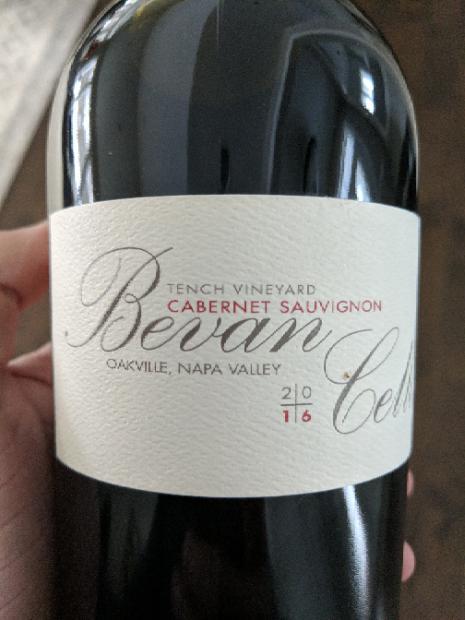 TENCH VINEYARD
CABERNET SAUVIGNON
Bevan
OAKVILLE, NAPA VALLEY
20
16